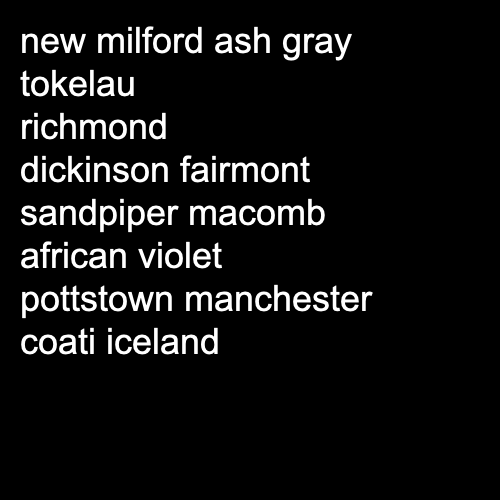 new milford ash gray
tokelau
richmond
dickinson fairmont
sandpiper macomb
african violet
pottstown manchester
coati iceland